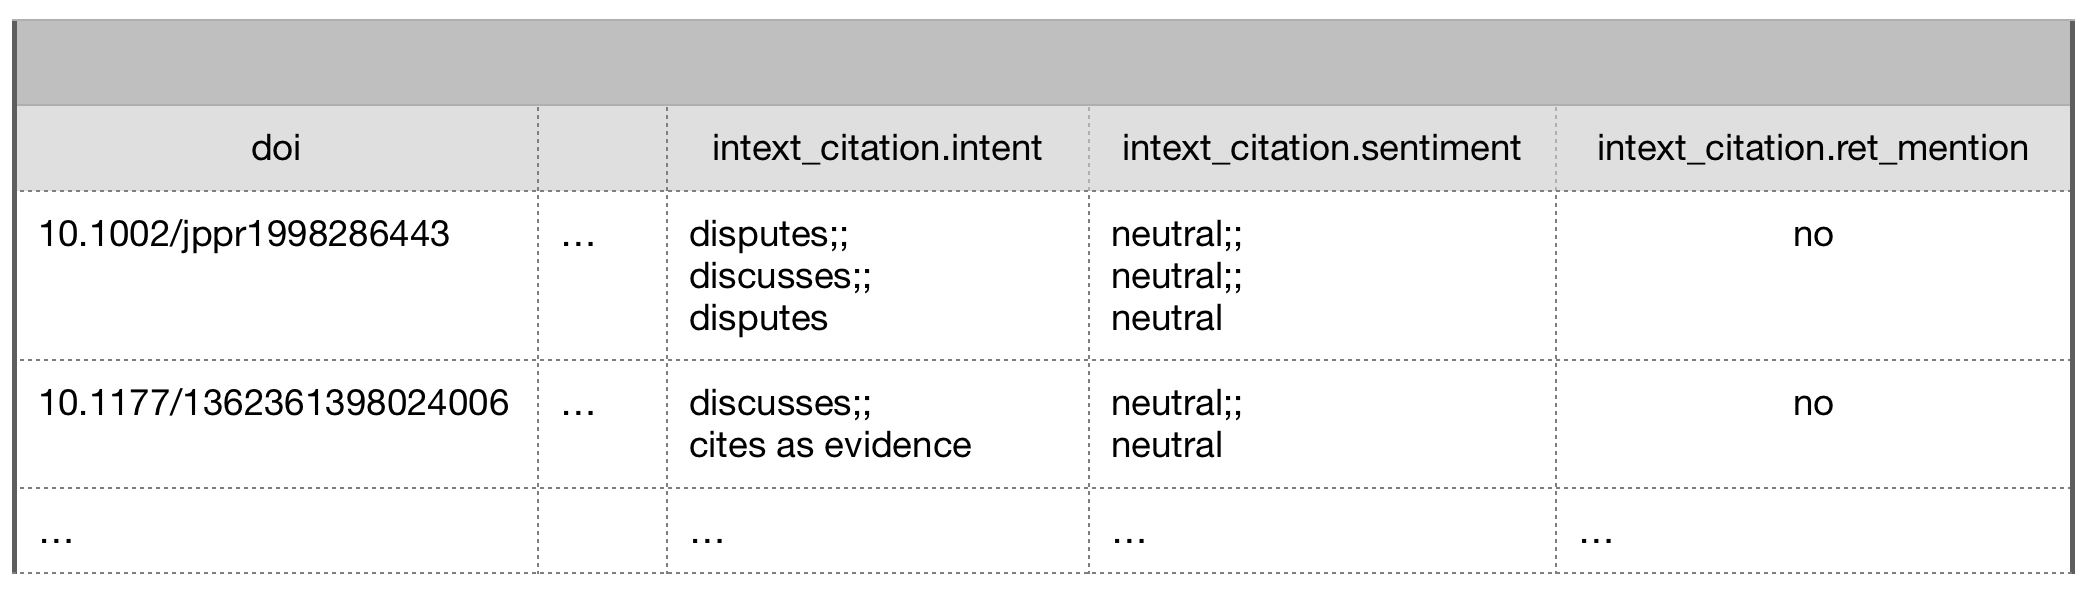 doi intext_citation.intent intext_citation.sentiment intext_citation.ret_mention
10.1002/jppr1998286443 … disputes;; neutral;; no
discusses;; neutral;;
disputes neutral
10.1177/1362361398024006 … discusses;; neutral;; no
cites as evidence neutral
… … … …